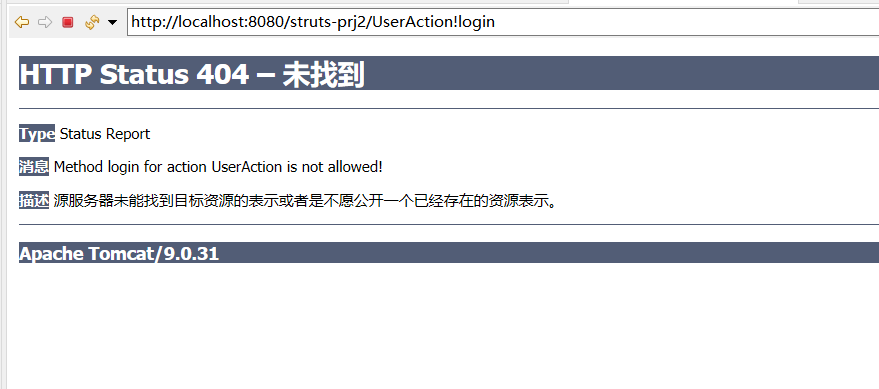 http://localhost:8080/struts-prj2/UserAction!login
HTTP Status 404 – 未找到
Type Status Report
消息 Method login for action UserAction is not allowed!
描述 源服务器未能找到目标资源的表示或者是不愿公开一个已经存在的资源表示。
Apache Tomcat/9.0.31